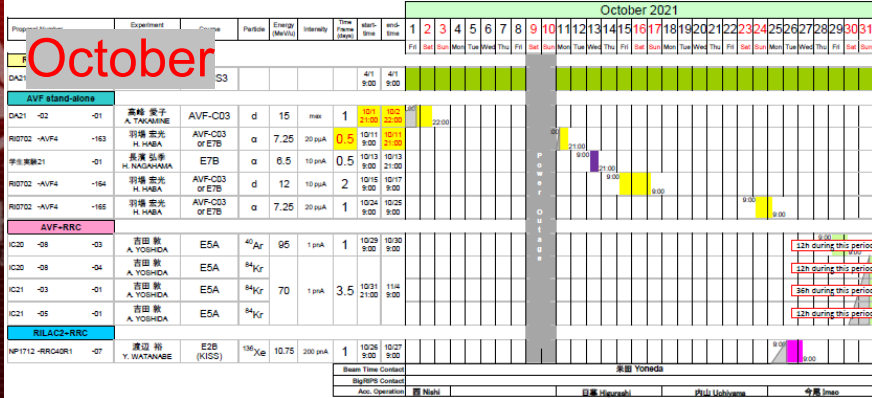 October 2021
Proposal Number Experiment Course Particle Energy (MeV/u) Intensity Time Frame (days) start-time end-time 1 2 3 4 5 6 7 8 9 10 11 12 13 14 15 16 17 18 19 20 21 22 23 24 25 26 27 28 29 30 31
Fri Sat Sun Mon Tue Wed Thu Fri Sat Sun Mon Tue Wed Thu Fri Sat Sun Mon Tue Wed Thu Fri Sat Sun Mon Tue Wed Thu Fri Sat Sun
October
DA21 S3 4/1 9:00 4/1 9:00
AVF stand-alone
DA21 -02 -01 高峰 愛子 A. TAKAMINE AVF-C03 d 15 max 1 10/1 21:00 10/2 22:00 22:00
RI0702 -AVF4 -163 羽場 宏光 H. HABA AVF-C03 or E7B α 7.25 20 pμA 0.5 10/11 9:00 10/11 21:00 21:00
学生実験21 -01 長濱 弘季 H. NAGAHAMA E7B α 6.5 10 pnA 0.5 10/13 9:00 10/13 21:00 9:00 21:00
RI0702 -AVF4 -164 羽場 宏光 H. HABA AVF-C03 or E7B d 12 10 pμA 2 10/15 9:00 10/17 9:00 9:00 9:00
RI0702 -AVF4 -165 羽場 宏光 H. HABA AVF-C03 or E7B α 7.25 20 pμA 1 10/24 9:00 10/25 9:00 9:00 9:00
Power Outage
AVF+RRC
IC20 -08 -03 吉田 敦 A. YOSHIDA E5A 40Ar 95 1 pnA 1 10/29 9:00 10/30 9:00 9:00 12h during this period
IC20 -08 -04 吉田 敦 A. YOSHIDA E5A 84Kr 12h during this period
IC21 -03 -01 吉田 敦 A. YOSHIDA E5A 84Kr 70 1 pnA 3.5 10/31 21:00 11/4 9:00 36h during this period
IC21 -05 -01 吉田 敦 A. YOSHIDA E5A 84Kr 12h during this period
RILAC2+RRC
NP1712 -RRC40R1 -07 渡辺 裕 Y. WATANABE E2B (KISS) 136Xe 10.75 200 pnA 1 10/26 9:00 10/27 9:00 9:00 9:00
Beam Time Contact 米田 Yoneda
BigRIPS Contact
Acc. Operation 西 Nishi 日暮 Higurashi 内山 Uchiyama 今尾 Imao